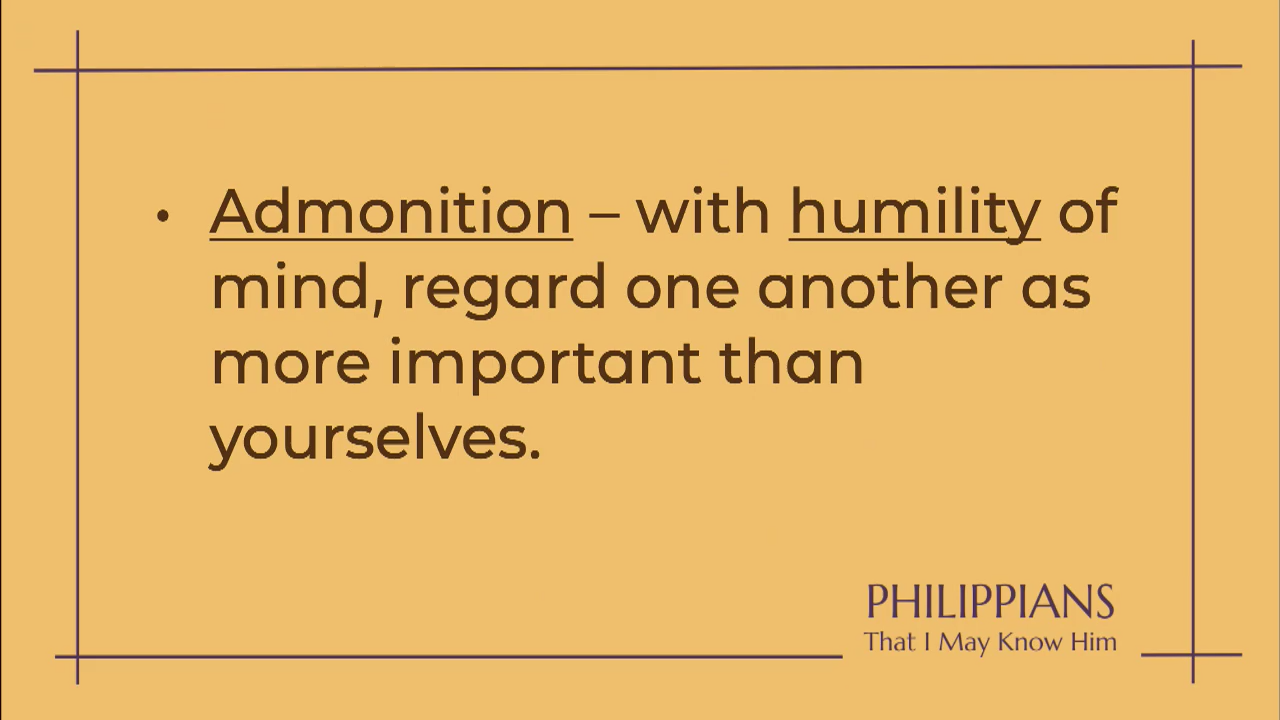 • Admonition – with humility of
mind, regard one another as
more important than
yourselves.
PHILIPPIANS
That I May Know Him